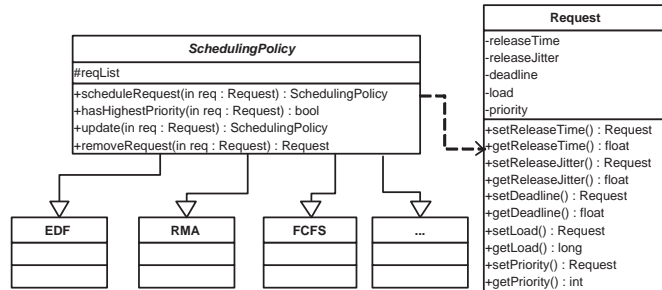 SchedulingPolicy
#reqList
+scheduleRequest(in req : Request) : SchedulingPolicy
+hasHighestPriority(in req : Request) : bool
+update(in req : Request) : SchedulingPolicy
+removeRequest(in req : Request) : Request
Request
-releaseTime
-releaseJitter
-deadline
-load
-priority
+setReleaseTime() : Request
+getReleaseTime() : float
+setReleaseJitter() : Request
+getReleaseJitter() : float
+setDeadline() : Request
+getDeadline() : float
+setLoad() : Request
+getLoad() : long
+setPriority() : Request
+getPriority() : int
EDF
RMA
FCFS
...